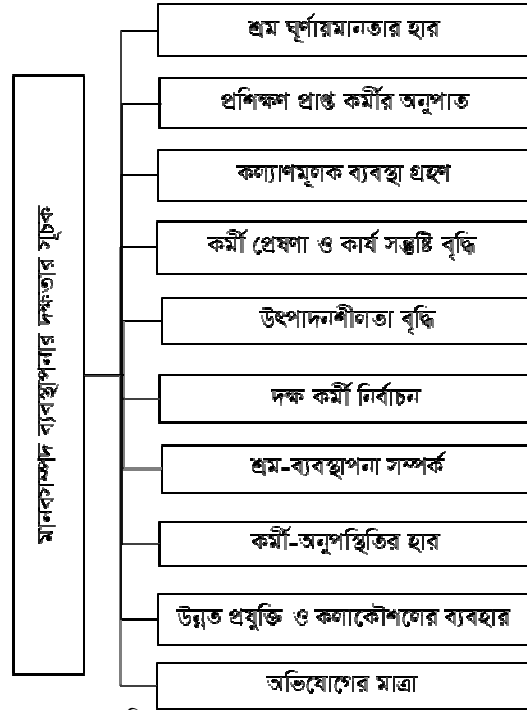 মানবসম্পদ ব্যবস্থাপনার দক্ষতার সূচক
শ্রম ঘূর্ণায়মানতার হার
প্রশিক্ষণ প্রাপ্ত কর্মীর অনুপাত
কল্যাণমূলক ব্যবস্থা গ্রহণ
কর্মী প্রেষণা ও কার্য সন্তুষ্টি বৃদ্ধি
উৎপাদনশীলতা বৃদ্ধি
দক্ষ কর্মী নির্বাচন
শ্রম-ব্যবস্থাপনা সম্পর্ক
কর্মী-অনুপস্থিতির হার
উন্নত প্রযুক্তি ও কলাকৌশলের ব্যবহার
অভিযোগের মাত্রা